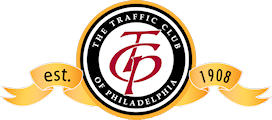 THE TRAFFIC CLUB
OF PHILADELPHIA
TCP
est.
1908